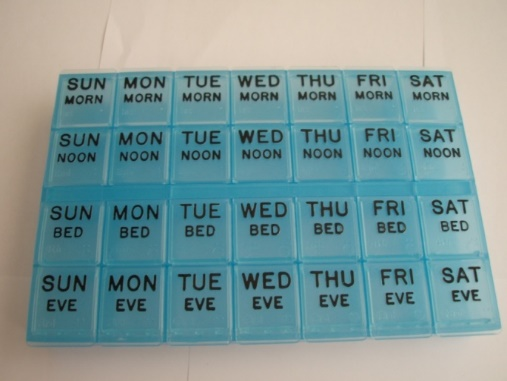 SUN MON TUE WED THU FRI SAT
MORN MORN MORN MORN MORN MORN MORN
SUN MON TUE WED THU FRI SAT
NOON NOON NOON NOON NOON NOON NOON
SUN MON TUE WED THU FRI SAT
BED BED BED BED BED BED BED
SUN MON TUE WED THU FRI SAT
EVE EVE EVE EVE EVE EVE EVE